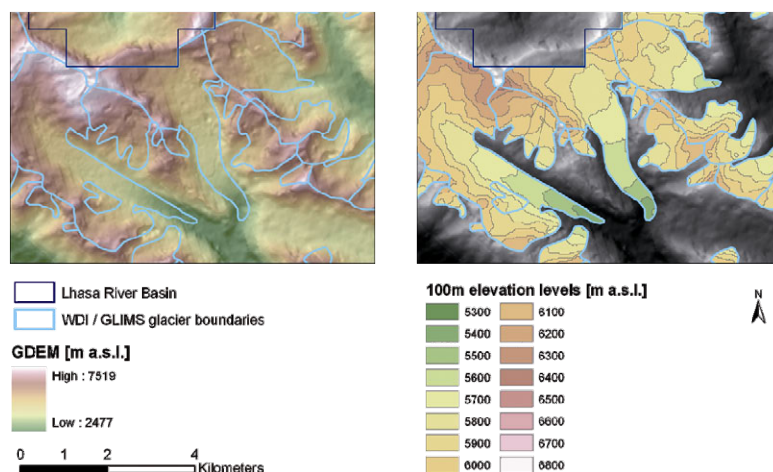 Lhasa River Basin
WDI / GLIMS glacier boundaries
GDEM [m a.s.l.]
High : 7519
Low : 2477
0 2 4
Kilometers
100m elevation levels [m a.s.l.]
5300 6100
5400 6200
5500 6300
5600 6400
5700 6500
5800 6600
5900 6700
6000 6800
N